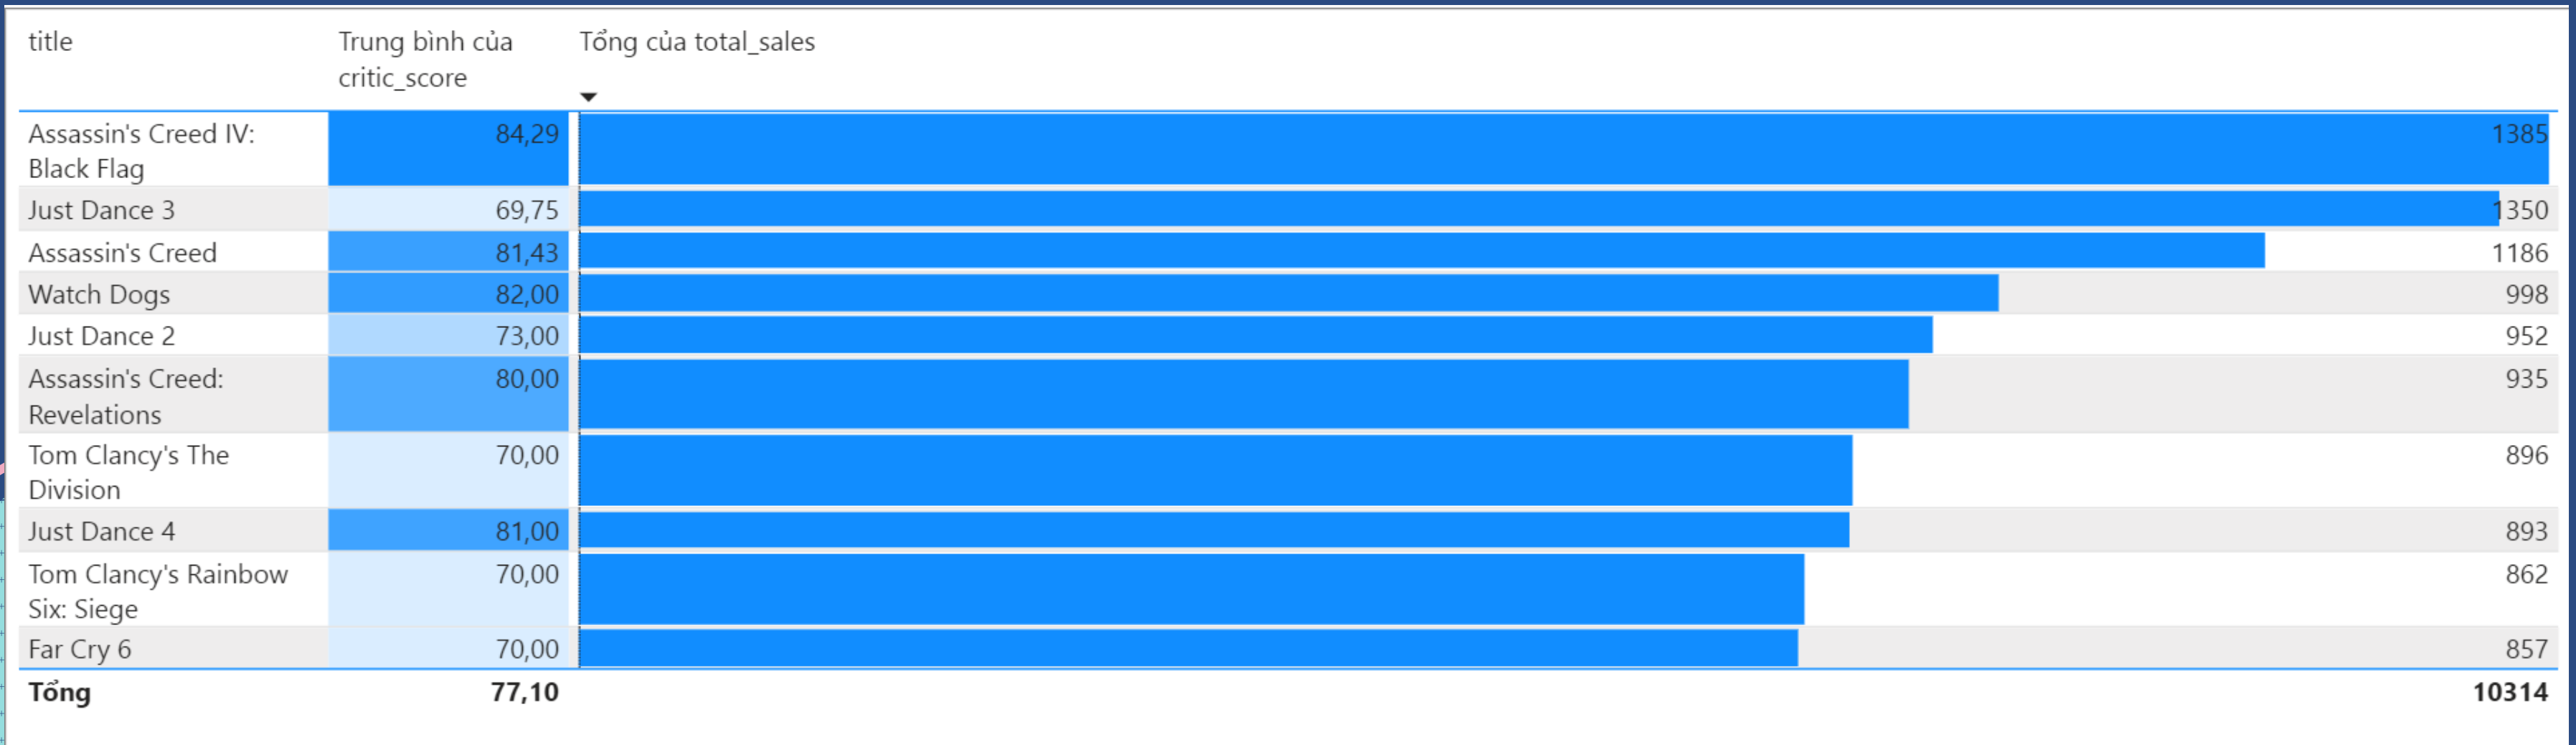 title Trung bình của Tổng của total_sales
critic_score
Assassin's Creed IV: 84,29 1385
Black Flag
Just Dance 3 69,75 1350
Assassin's Creed 81,43 1186
Watch Dogs 82,00 998
Just Dance 2 73,00 952
Assassin's Creed: 80,00 935
Revelations
Tom Clancy's The 70,00 896
Division
Just Dance 4 81,00 893
Tom Clancy's Rainbow 70,00 862
Six: Siege
Far Cry 6 70,00 857
Tổng 77,10 10314